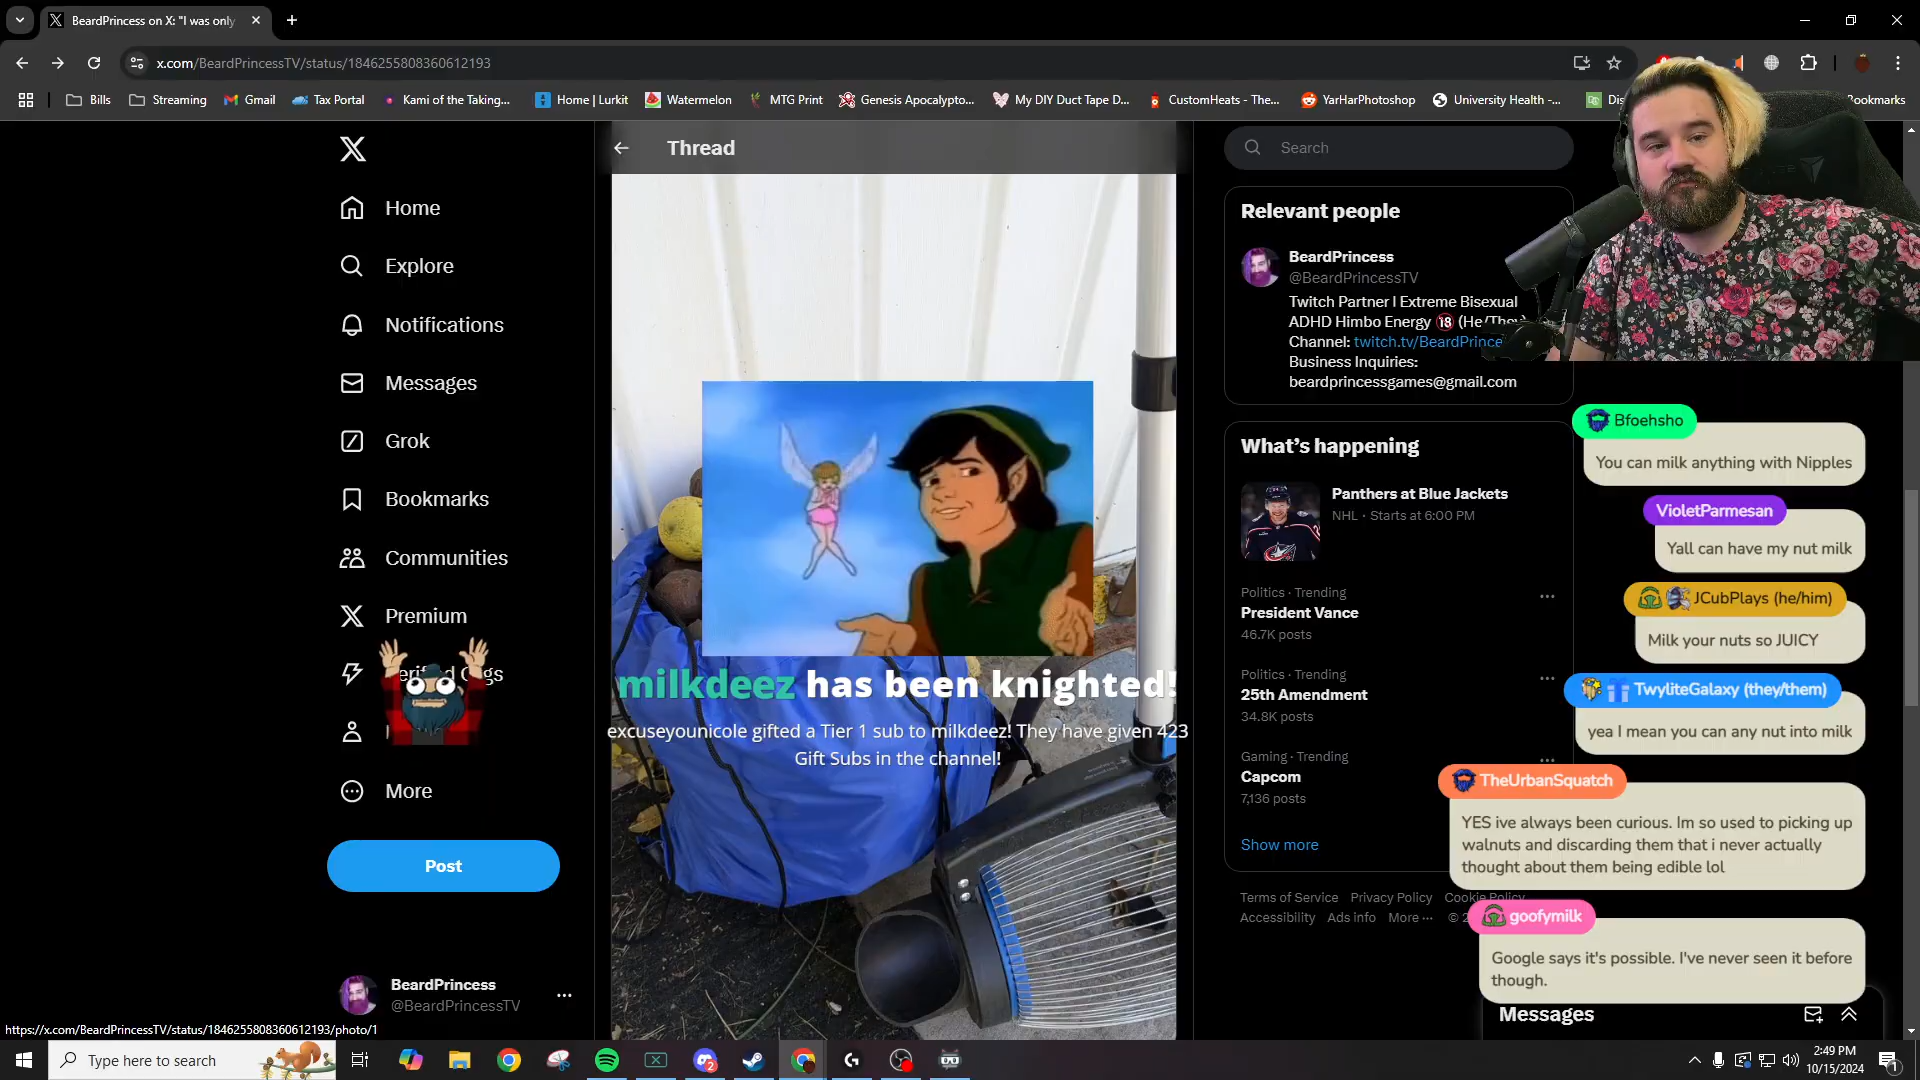 BeardPrincess on X: "I was only
x.com/BeardPrincessTV/status/1846255808360612193
Bills
Streaming
Gmail
Tax Portal
Kami of the Taking...
Home | Lurkit
Watermelon
MTG Print
Genesis Apocalypto...
My DIY Duct Tape D...
CustomHeats - The...
YarHarPhotoshop
University Health -...
Bookmarks
Home
Explore
Notifications
Messages
Grok
Bookmarks
Communities
Premium
More
Post
BeardPrincess
@BeardPrincessTV
https://x.com/BeardPrincessTV/status/1846255808360612193/photo/1
Thread
milkdeez has been knighted!
excuseyounicole gifted a Tier 1 sub to milkdeez! They have given 423
Gift Subs in the channel!
Search
Relevant people
BeardPrincess
@BeardPrincessTV
Twitch Partner l Extreme Bisexual
ADHD Himbo Energy 🔞 (He/They)
Channel: twitch.tv/BeardPrince
Business Inquiries:
beardprincessgames@gmail.com
What's happening
Panthers at Blue Jackets
NHL · Starts at 6:00 PM
Politics · Trending
President Vance
46.7K posts
Politics · Trending
25th Amendment
34.8K posts
Gaming · Trending
Capcom
7,136 posts
Show more
Terms of Service Privacy Policy Cookie Policy
Accessibility Ads info More ··· © 2
Bfoehsho
You can milk anything with Nipples
VioletParmesan
Yall can have my nut milk
JCubPlays (he/him)
Milk your nuts so JUICY
TwyliteGalaxy (they/them)
yea I mean you can any nut into milk
TheUrbanSquatch
YES ive always been curious. Im so used to picking up
walnuts and discarding them that i never actually
thought about them being edible lol
goofymilk
Google says it's possible. I've never seen it before
though.
Messages
Type here to search
2:49 PM
10/15/2024